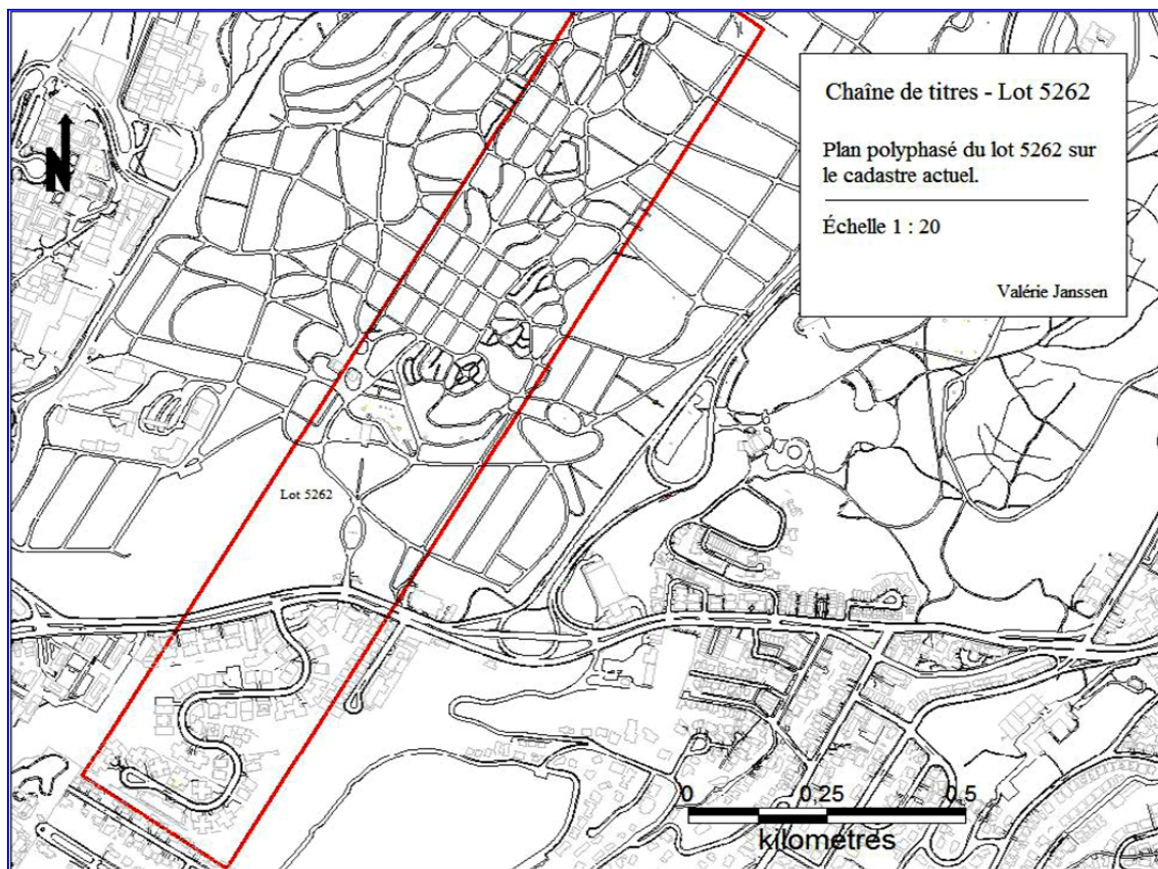 N
Chaîne de titres - Lot 5262
Plan polyphasé du lot 5262 sur
le cadastre actuel.
Échelle 1 : 20
Valérie Janssen
Lot 5262
0 0,25 0,5
kilometres